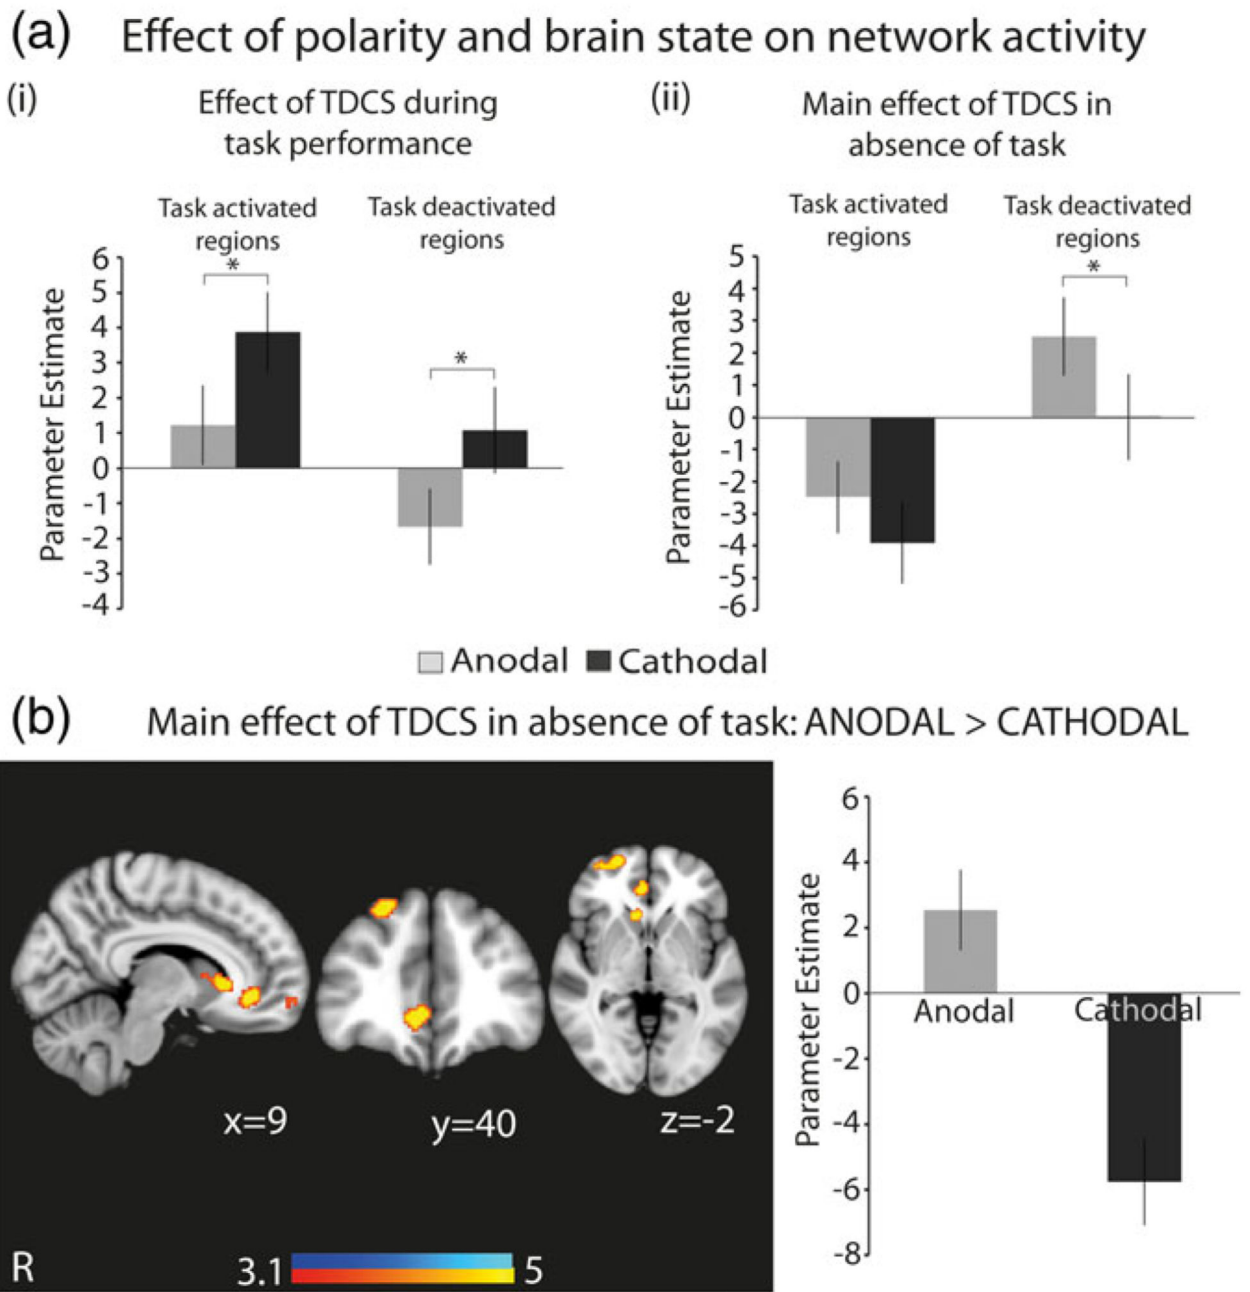 (a) Effect of polarity and brain state on network activity
(i) Effect of TDCS during
task performance
Task activated
regions
Task deactivated
regions
*
*
Parameter Estimate
6
5
4
3
2
1
0
-1
-2
-3
-4
(ii) Main effect of TDCS in
absence of task
Task activated
regions
Task deactivated
regions
*
Parameter Estimate
5
4
3
2
1
0
-1
-2
-3
-4
-5
-6
Anodal Cathodal
(b) Main effect of TDCS in absence of task: ANODAL > CATHODAL
x=9 y=40 z=-2
R 3.1 5
Parameter Estimate
6
4
2
0
-2
-4
-6
-8
Anodal Cathodal